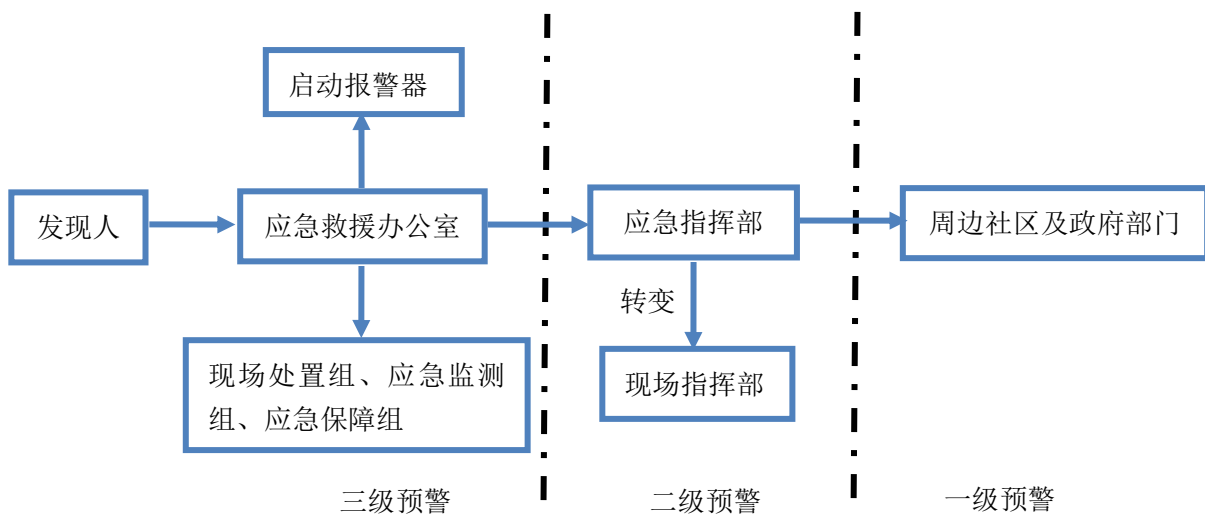 启动报警器
发现人
应急救援办公室
应急指挥部
周边社区及政府部门
转变
现场处置组、应急监测
组、应急保障组
现场指挥部
三级预警
二级预警
一级预警